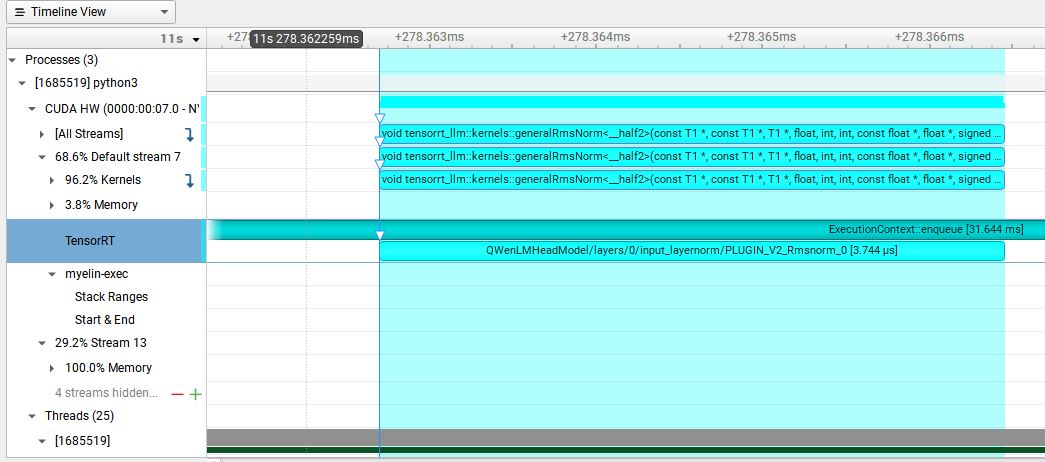 Timeline View
11s
+278
11s 278.362259ms
+278.363ms
+278.364ms
+278.365ms
+278.366ms
Processes (3)
[1685519] python3
CUDA HW (0000:00:07.0 - NV
[All Streams]
void tensorrt_llm::kernels::generalRmsNorm<__half2>(const T1 *, const T1 *, T1 *, float, int, int, const float *, float *, signed ...
68.6% Default stream 7
void tensorrt_llm::kernels::generalRmsNorm<__half2>(const T1 *, const T1 *, T1 *, float, int, int, const float *, float *, signed ...
96.2% Kernels
void tensorrt_llm::kernels::generalRmsNorm<__half2>(const T1 *, const T1 *, T1 *, float, int, int, const float *, float *, signed ...
3.8% Memory
TensorRT
ExecutionContext::enqueue [31.644 ms]
QWenLMHeadModel/layers/0/input_layernorm/PLUGIN_V2_Rmsnorm_0 [3.744 μs]
myelin-exec
Stack Ranges
Start & End
29.2% Stream 13
100.0% Memory
4 streams hidden...
Threads (25)
[1685519]